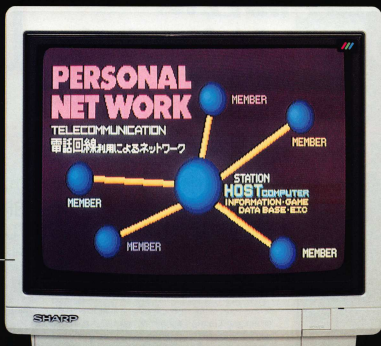 PERSONAL
NET WORK
TELECOMMUNICATION
電話回線利用によるネットワーク
MEMBER
MEMBER
MEMBER
MEMBER
MEMBER
STATION
HOST COMPUTER
INFORMATION・GAME
DATA BASE・E.T.C
SHARP